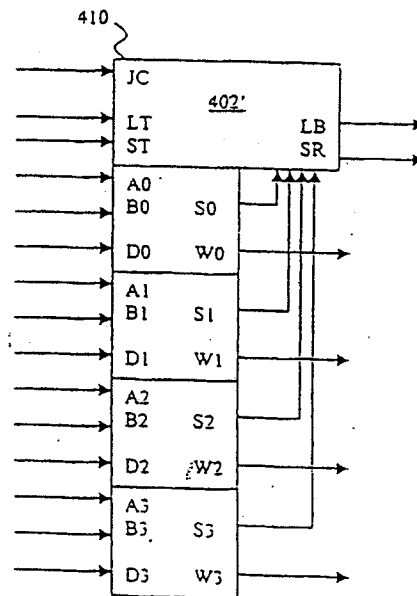 410
JC
402'
LT LB
ST SR
A0
B0 S0
D0 W0
A1
B1 S1
D1 W1
A2
B2 S2
D2 W2
A3
B3 S3
D3 W3